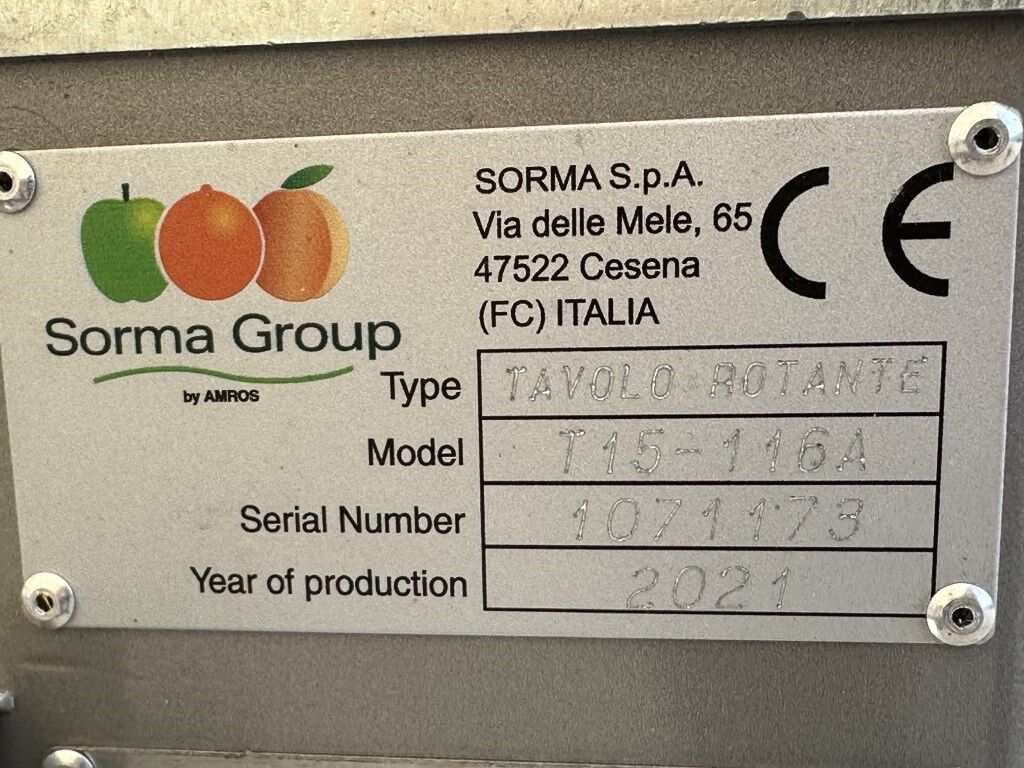 Sorma Group
by AMROS
SORMA S.p.A.
Via delle Mele, 65
47522 Cesena
(FC) ITALIA
CE
Type TAVOLO ROTANTE
Model T15-116A
Serial Number 1071173
Year of production 2021